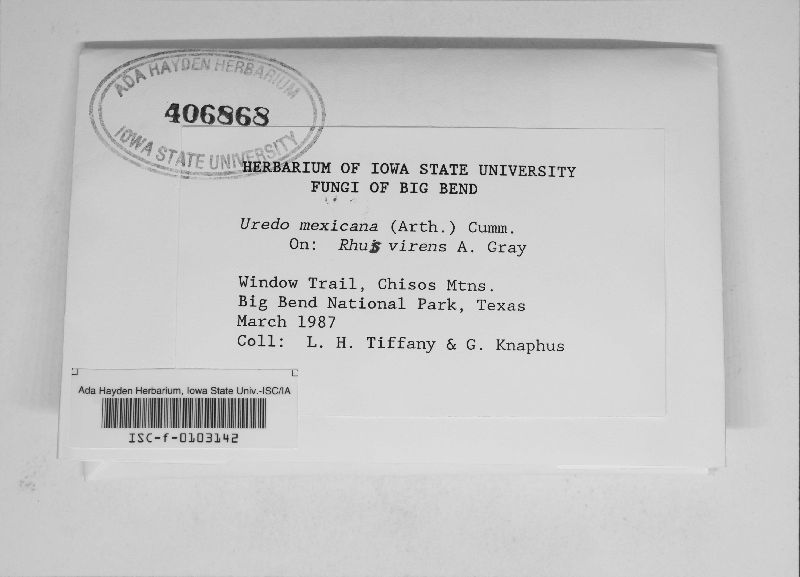 ADA HAYDEN HERBARIUM
406868
IOWA STATE UNIVERSITY
HERBARIUM OF IOWA STATE UNIVERSITY
FUNGI OF BIG BEND
Uredo mexicana (Arth.) Cumm.
On: Rhus virens A. Gray
Window Trail, Chisos Mtns.
Big Bend National Park, Texas
March 1987
Coll: L. H. Tiffany & G. Knaphus
Ada Hayden Herbarium, Iowa State Univ.-ISC/IA
ISC-f-0103142